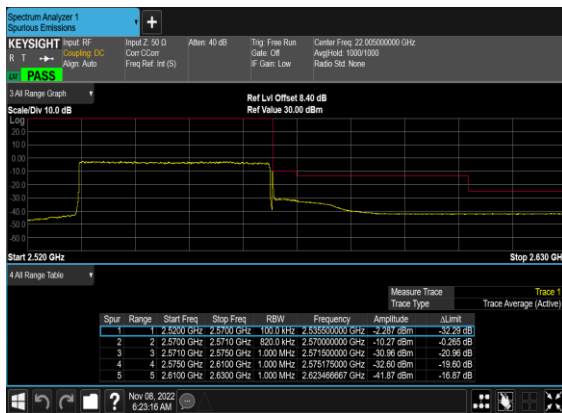 Spectrum Analyzer 1
Spurious Emissions
+
KEYSIGHT Input: RF Input Z: 50 Ω Atten: 40 dB Trig: Free Run Center Freq: 22.005000000 GHz
R T Coupling: DC Corr CCorr Gate: Off Avg|Hold: 1000/1000
Align: Auto Freq Ref: Int (S) IF Gain: Low Radio Std: None
PASS
3 All Range Graph
Ref Lvl Offset 8.40 dB
Scale/Div 10.0 dB Ref Value 30.00 dBm
Log
20.0
10.0
0.00
-10.0
-20.0
-30.0
-40.0
-50.0
-60.0
Start 2.520 GHz Stop 2.630 GH
4 All Range Table
Measure Trace Trace 1
Trace Type Trace Average (Active)
Spur Range Start Freq Stop Freq RBW Frequency Amplitude ΔLimit
1 1 2.5200 GHz 2.5700 GHz 100.0 kHz 2.535500000 GHz -2.287 dBm -32.29 dB
2 2 2.5700 GHz 2.5710 GHz 820.0 kHz 2.570000000 GHz -10.27 dBm -0.265 dB
3 3 2.5710 GHz 2.5750 GHz 1.000 MHz 2.571500000 GHz -30.96 dBm -20.96 dB
4 4 2.5750 GHz 2.6100 GHz 1.000 MHz 2.575175000 GHz -32.60 dBm -19.60 dB
5 5 2.6100 GHz 2.6300 GHz 1.000 MHz 2.623466667 GHz -41.87 dBm -16.87 dB
? Nov 08, 2022
6:23:16 AM